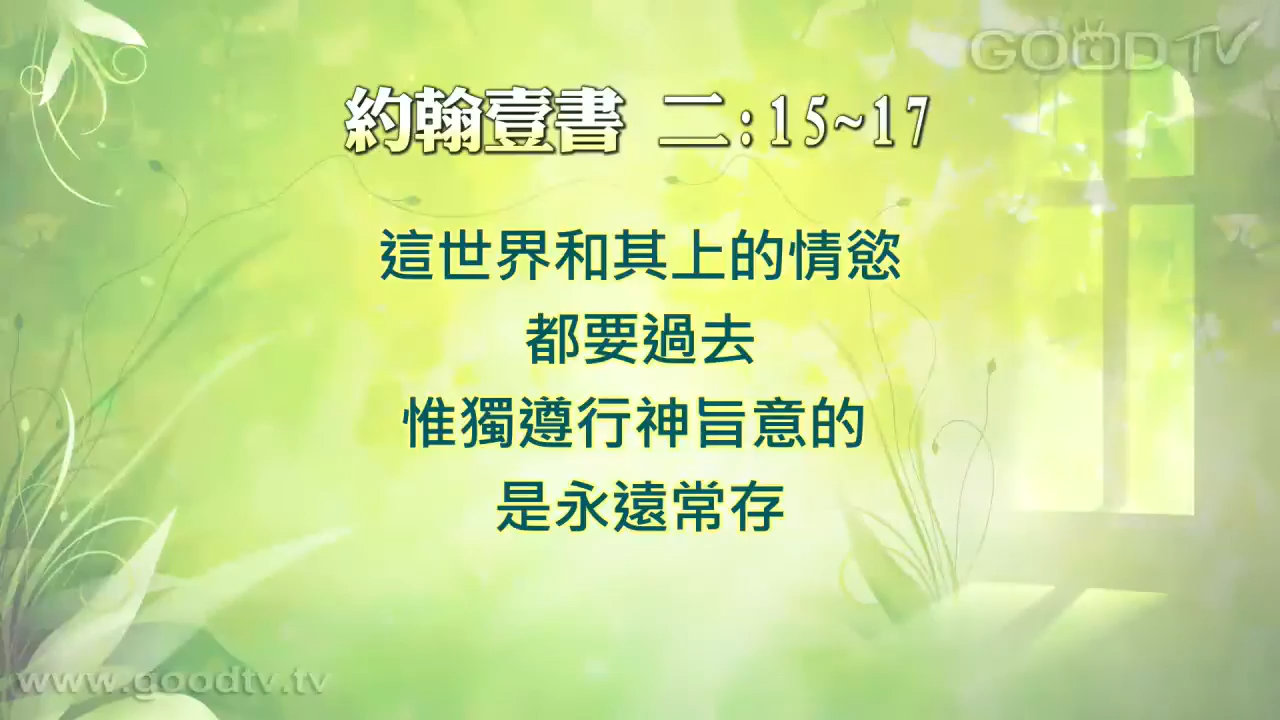 GOOD TV
約翰壹書 二:15~17
這世界和其上的情慾
都要過去
惟獨遵行神旨意的
是永遠常存
www.goodtv.tv